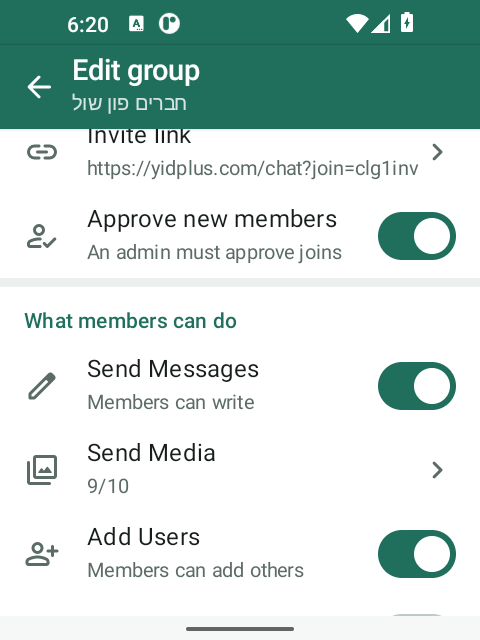 6:20
Edit group
חברים פון שול
Invite link
https://yidplus.com/chat?join=clg1inv
Approve new members
An admin must approve joins
What members can do
Send Messages
Members can write
Send Media
9/10
Add Users
Members can add others